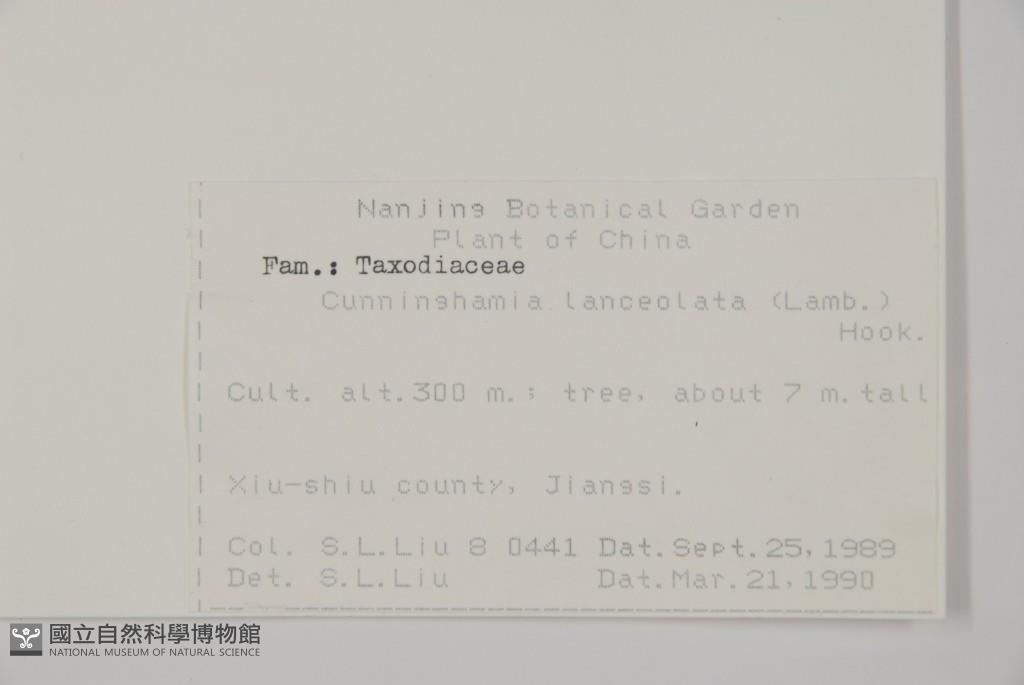 Nanjing Botanical Garden
Plant of China
Fam.: Taxodiaceae
Cunninghamia lanceolata (Lamb.)
Hook.
Cult. alt.300 m.; tree, about 7 m.tall
Xiu-shiu county, Jiangsi.
Col. S.L.Liu 8 0441 Dat.Sept.25,1989
Det. S.L.Liu Dat.Mar.21,1990
國立自然科學博物館
NATIONAL MUSEUM OF NATURAL SCIENCE